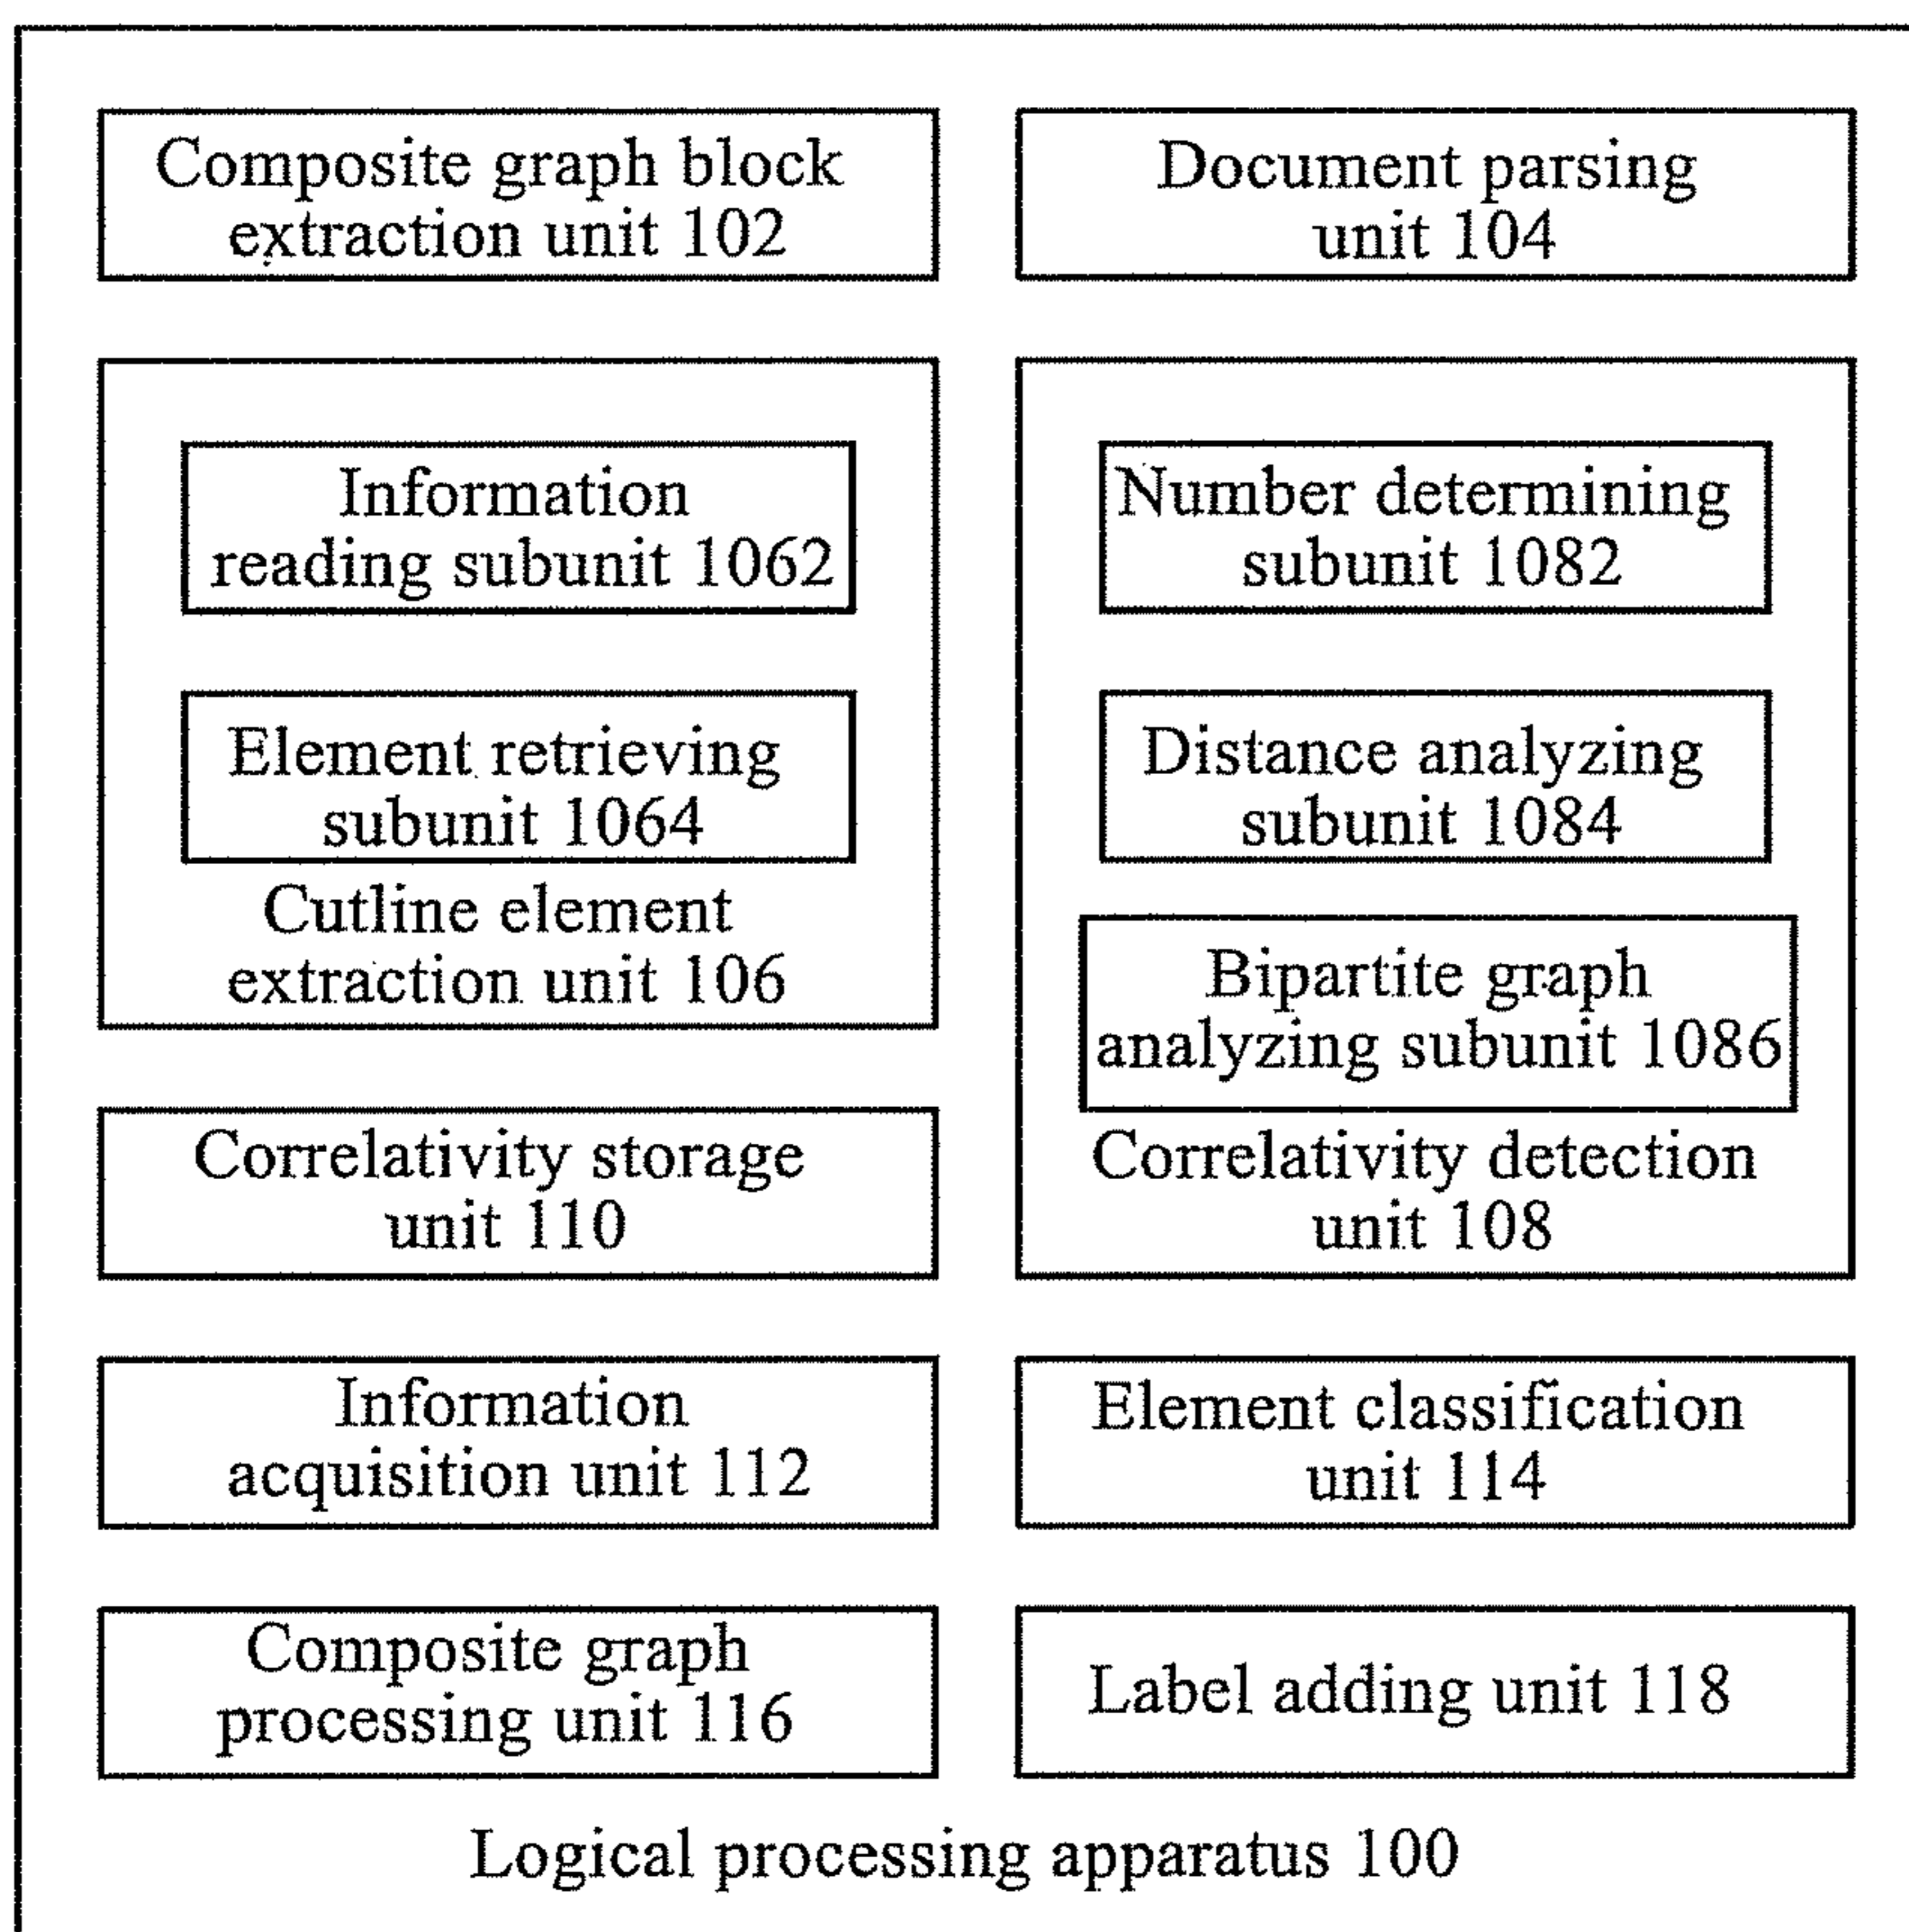 Composite graph block
extraction unit 102
Document parsing
unit 104
Information
reading subunit 1062
Element retrieving
subunit 1064
Cutline element
extraction unit 106
Number determining
subunit 1082
Distance analyzing
subunit 1084
Bipartite graph
analyzing subunit 1086
Correlativity detection
unit 108
Correlativity storage
unit 110
Information
acquisition unit 112
Element classification
unit 114
Composite graph
processing unit 116
Label adding unit 118
Logical processing apparatus 100